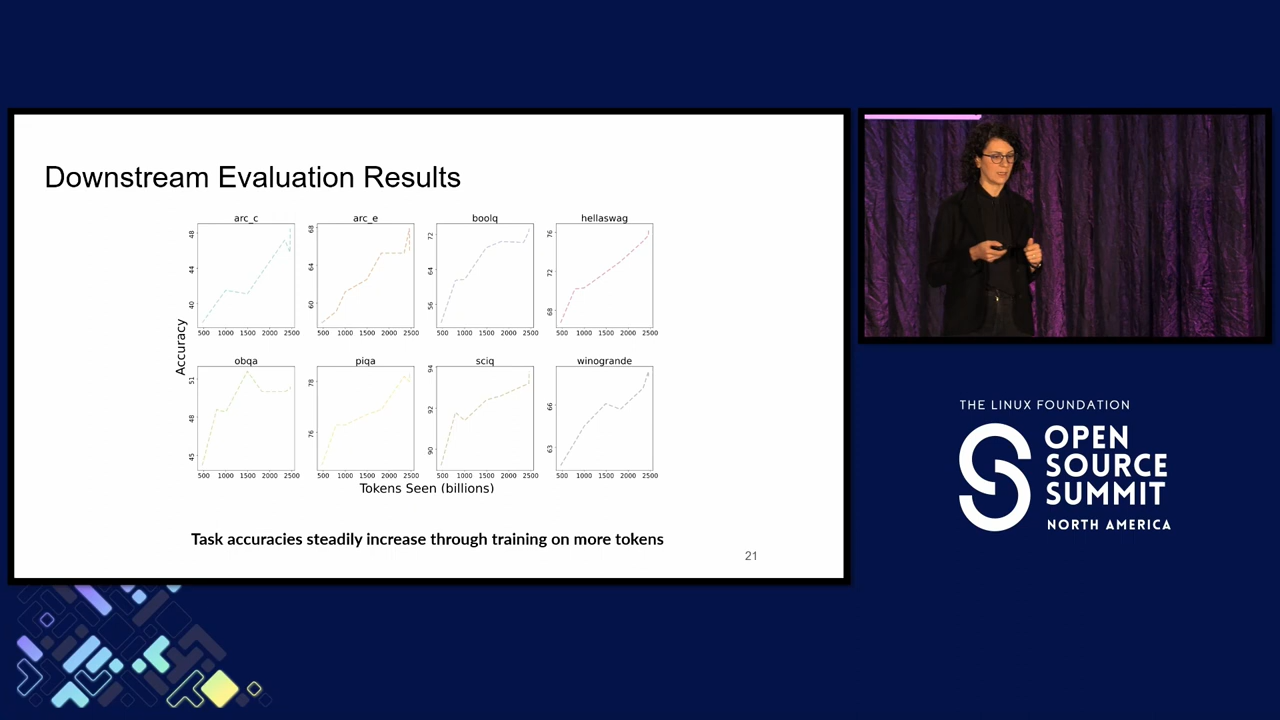 Downstream Evaluation Results
arc_c
arc_e
boolq
hellaswag
48
44
40
68
64
60
72
64
56
76
72
68
500 1000 1500 2000 2500
500 1000 1500 2000 2500
500 1000 1500 2000 2500
500 1000 1500 2000 2500
Accuracy
obqa
piqa
sciq
winogrande
51
48
45
78
76
94
92
90
66
63
500 1000 1500 2000 2500
500 1000 1500 2000 2500
500 1000 1500 2000 2500
500 1000 1500 2000 2500
Tokens Seen (billions)
Task accuracies steadily increase through training on more tokens
21
THE LINUX FOUNDATION
OPEN
SOURCE
SUMMIT
NORTH AMERICA